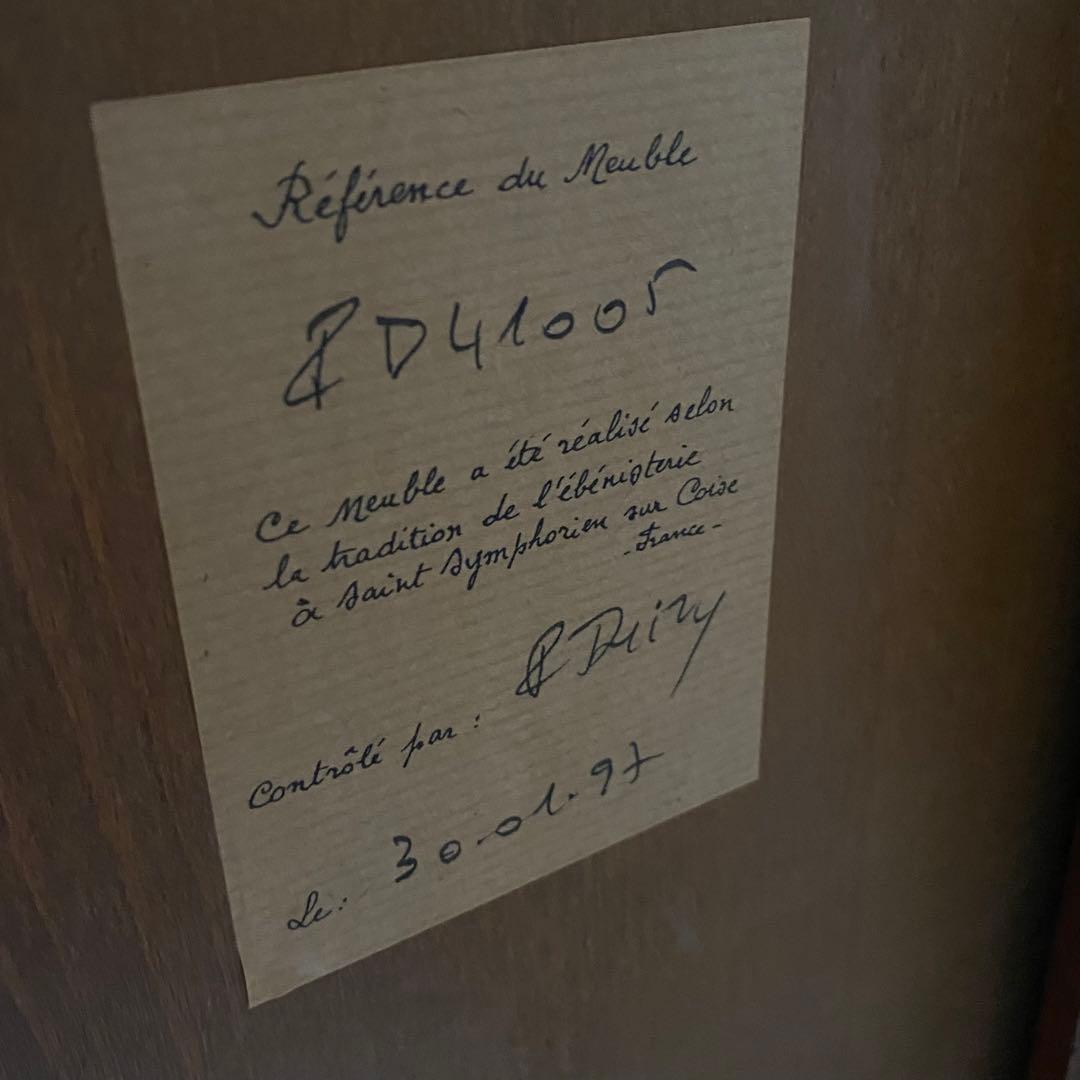 Référence du Meuble
D41005
Ce Meuble a été réalisé selon
la tradition de l'ébénisterie
à Saint Symphorien sur Coise
- France -
Contrôlé par :
Le : 30.01.97